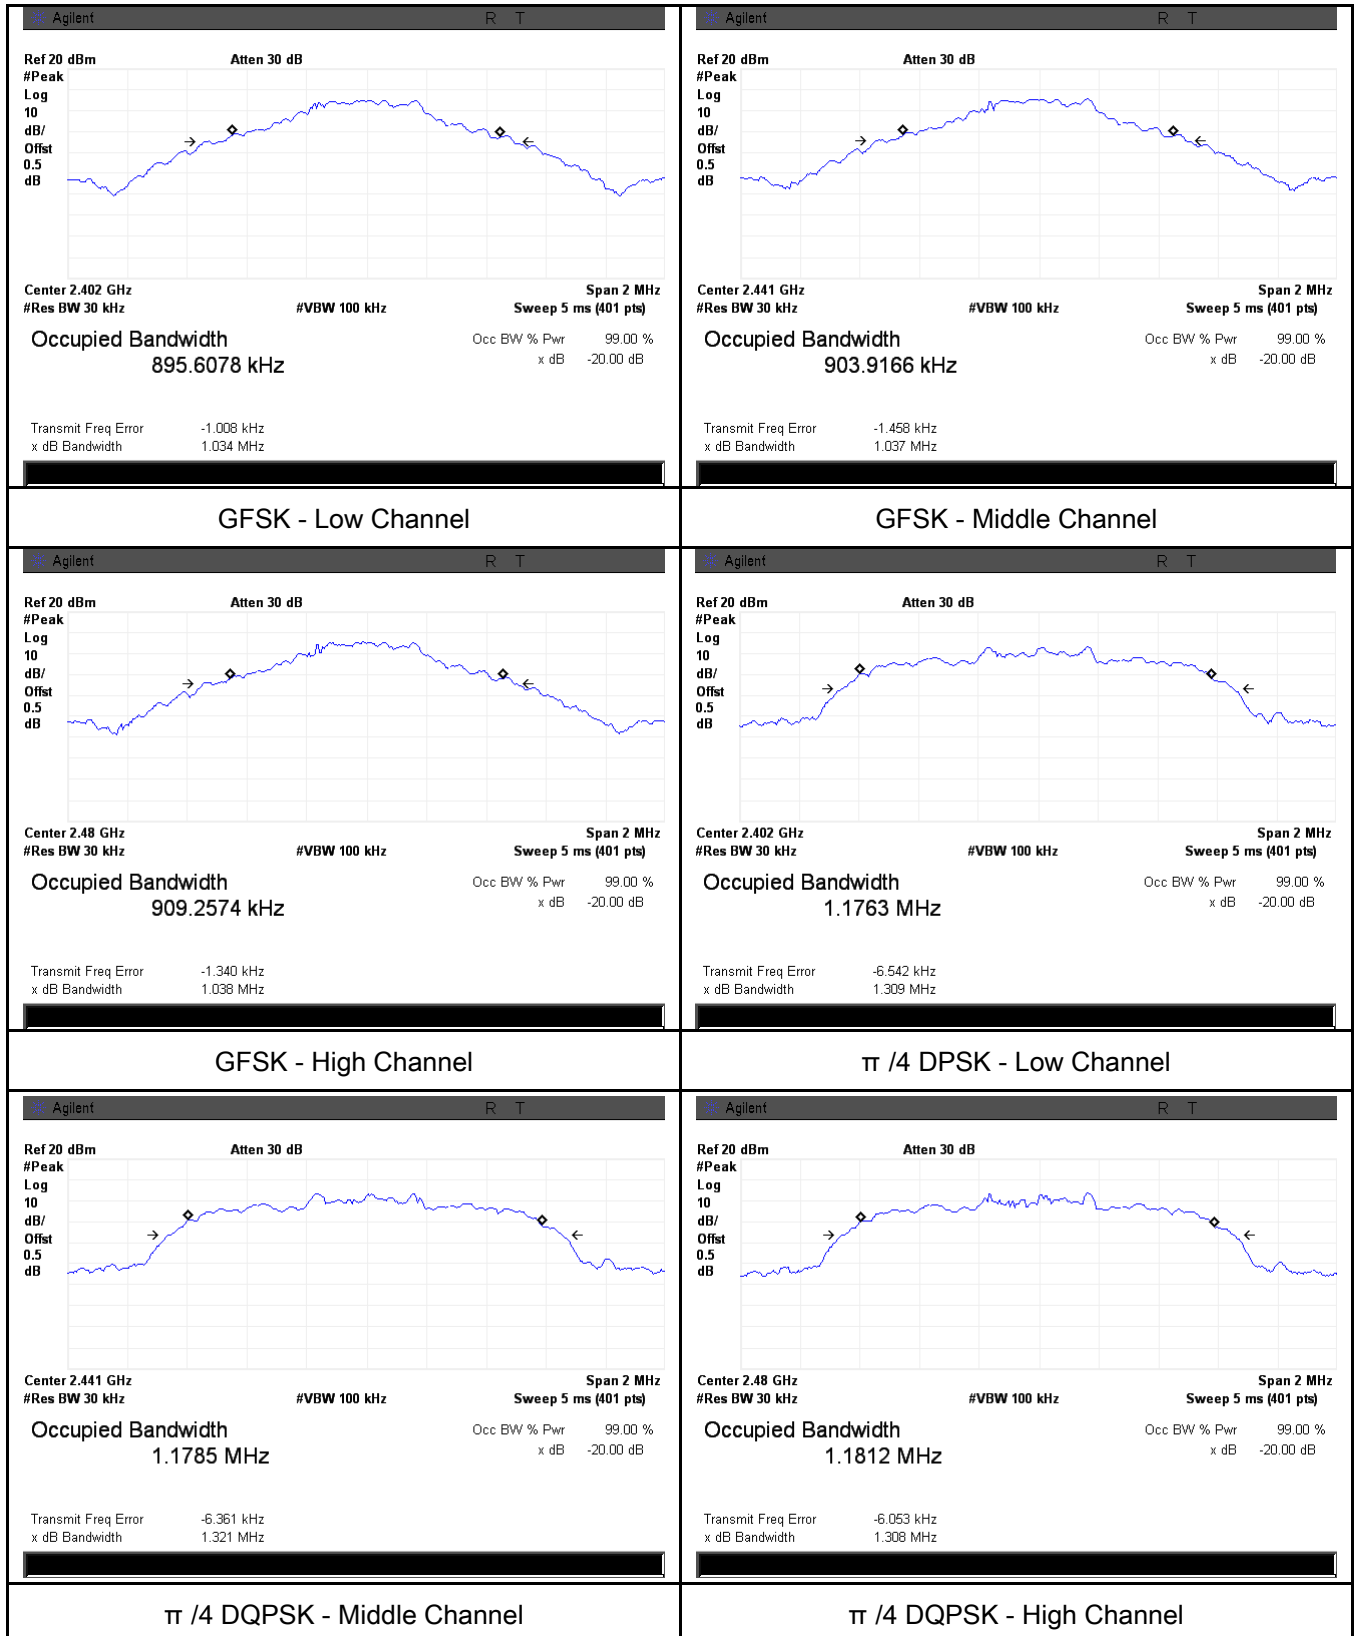 Agilent R T
Ref 20 dBm Atten 30 dB
#Peak
Log
10
dB/
Offst
0.5
dB
Center 2.402 GHz Span 2 MHz
#Res BW 30 kHz #VBW 100 kHz Sweep 5 ms (401 pts)
Occupied Bandwidth Occ BW % Pwr 99.00 %
895.6078 kHz x dB -20.00 dB
Transmit Freq Error -1.008 kHz
x dB Bandwidth 1.034 MHz
GFSK - Low Channel
Agilent R T
Ref 20 dBm Atten 30 dB
#Peak
Log
10
dB/
Offst
0.5
dB
Center 2.441 GHz Span 2 MHz
#Res BW 30 kHz #VBW 100 kHz Sweep 5 ms (401 pts)
Occupied Bandwidth Occ BW % Pwr 99.00 %
903.9166 kHz x dB -20.00 dB
Transmit Freq Error -1.458 kHz
x dB Bandwidth 1.037 MHz
GFSK - Middle Channel
Agilent R T
Ref 20 dBm Atten 30 dB
#Peak
Log
10
dB/
Offst
0.5
dB
Center 2.48 GHz Span 2 MHz
#Res BW 30 kHz #VBW 100 kHz Sweep 5 ms (401 pts)
Occupied Bandwidth Occ BW % Pwr 99.00 %
909.2574 kHz x dB -20.00 dB
Transmit Freq Error -1.340 kHz
x dB Bandwidth 1.038 MHz
GFSK - High Channel
Agilent R T
Ref 20 dBm Atten 30 dB
#Peak
Log
10
dB/
Offst
0.5
dB
Center 2.402 GHz Span 2 MHz
#Res BW 30 kHz #VBW 100 kHz Sweep 5 ms (401 pts)
Occupied Bandwidth Occ BW % Pwr 99.00 %
1.1763 MHz x dB -20.00 dB
Transmit Freq Error -6.542 kHz
x dB Bandwidth 1.309 MHz
π /4 DPSK - Low Channel
Agilent R T
Ref 20 dBm Atten 30 dB
#Peak
Log
10
dB/
Offst
0.5
dB
Center 2.441 GHz Span 2 MHz
#Res BW 30 kHz #VBW 100 kHz Sweep 5 ms (401 pts)
Occupied Bandwidth Occ BW % Pwr 99.00 %
1.1785 MHz x dB -20.00 dB
Transmit Freq Error -6.361 kHz
x dB Bandwidth 1.321 MHz
π /4 DQPSK - Middle Channel
Agilent R T
Ref 20 dBm Atten 30 dB
#Peak
Log
10
dB/
Offst
0.5
dB
Center 2.48 GHz Span 2 MHz
#Res BW 30 kHz #VBW 100 kHz Sweep 5 ms (401 pts)
Occupied Bandwidth Occ BW % Pwr 99.00 %
1.1812 MHz x dB -20.00 dB
Transmit Freq Error -6.053 kHz
x dB Bandwidth 1.308 MHz
π /4 DQPSK - High Channel